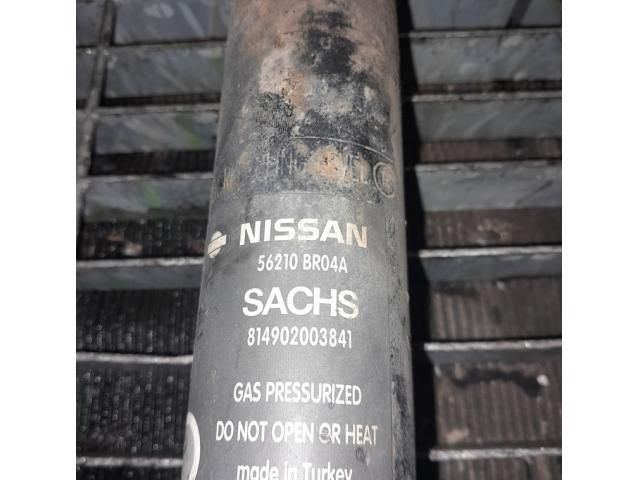 NISSAN
56210 BR04A
SACHS
814902003841
GAS PRESSURIZED
DO NOT OPEN OR HEAT
made in Turkey